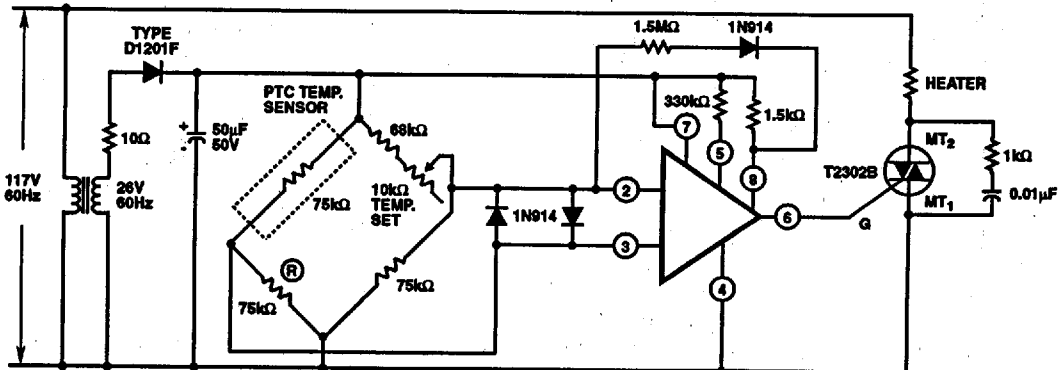 TYPE
D1201F
10Ω
50μF
50V
+
-
117V
60Hz
26V
60Hz
PTC TEMP.
SENSOR
75kΩ
68kΩ
10kΩ
TEMP.
SET
R
75kΩ
75kΩ
1N914
1.5MΩ
1N914
330kΩ
1.5kΩ
7
5
8
2
3
6
4
G
HEATER
MT2
T2302B
MT1
1kΩ
0.01μF